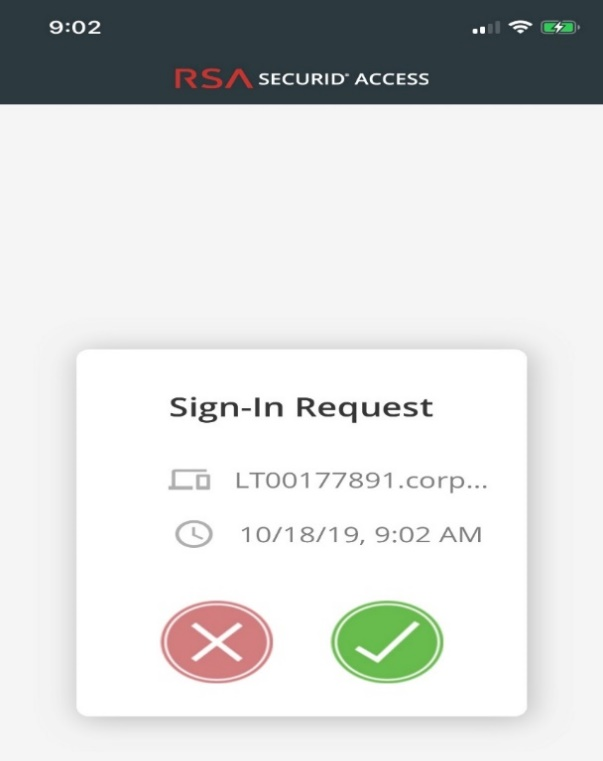 9:02
RSA SECURID® ACCESS
Sign-In Request
LT00177891.corp...
10/18/19, 9:02 AM